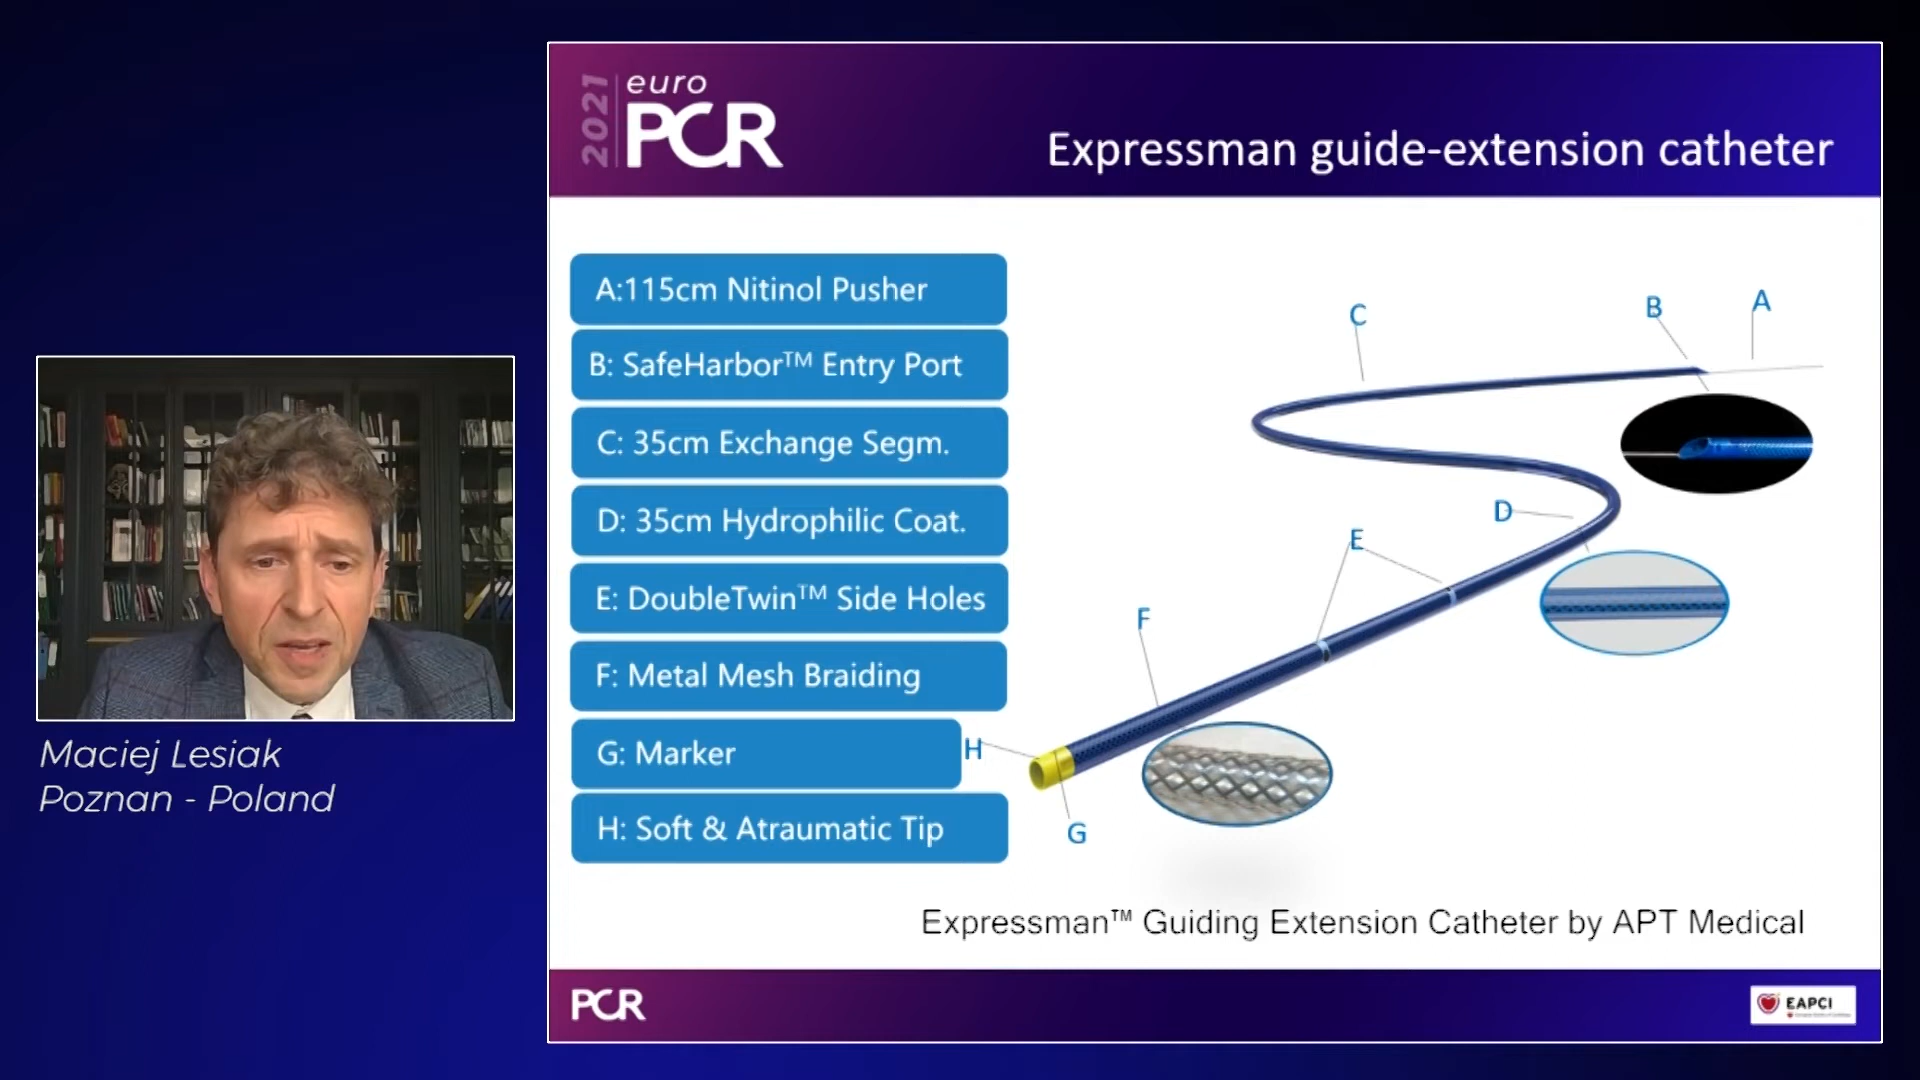 2021
euro
PCR
Expressman guide-extension catheter
A:115cm Nitinol Pusher
B: SafeHarbor™ Entry Port
C: 35cm Exchange Segm.
D: 35cm Hydrophilic Coat.
E: DoubleTwin™ Side Holes
F: Metal Mesh Braiding
G: Marker
H: Soft & Atraumatic Tip
C
B
A
D
E
F
H
G
Expressman™ Guiding Extension Catheter by APT Medical
Maciej Lesiak
Poznan - Poland
PCR
EAPCI